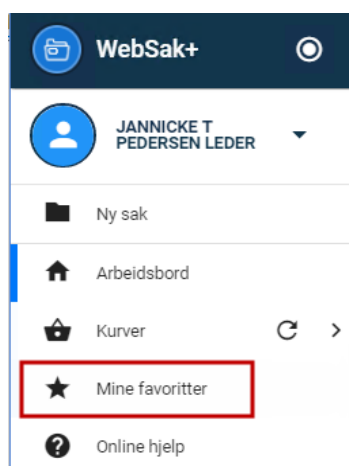 WebSak+
JANNICKE T
PEDERSEN LEDER
Ny sak
Arbeidsbord
Kurver
Mine favoritter
Online hjelp